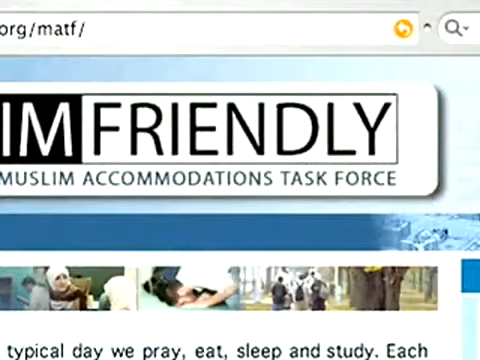 org/matf/
IM FRIENDLY
MUSLIM ACCOMMODATIONS TASK FORCE
typical day we pray, eat, sleep and study. Each